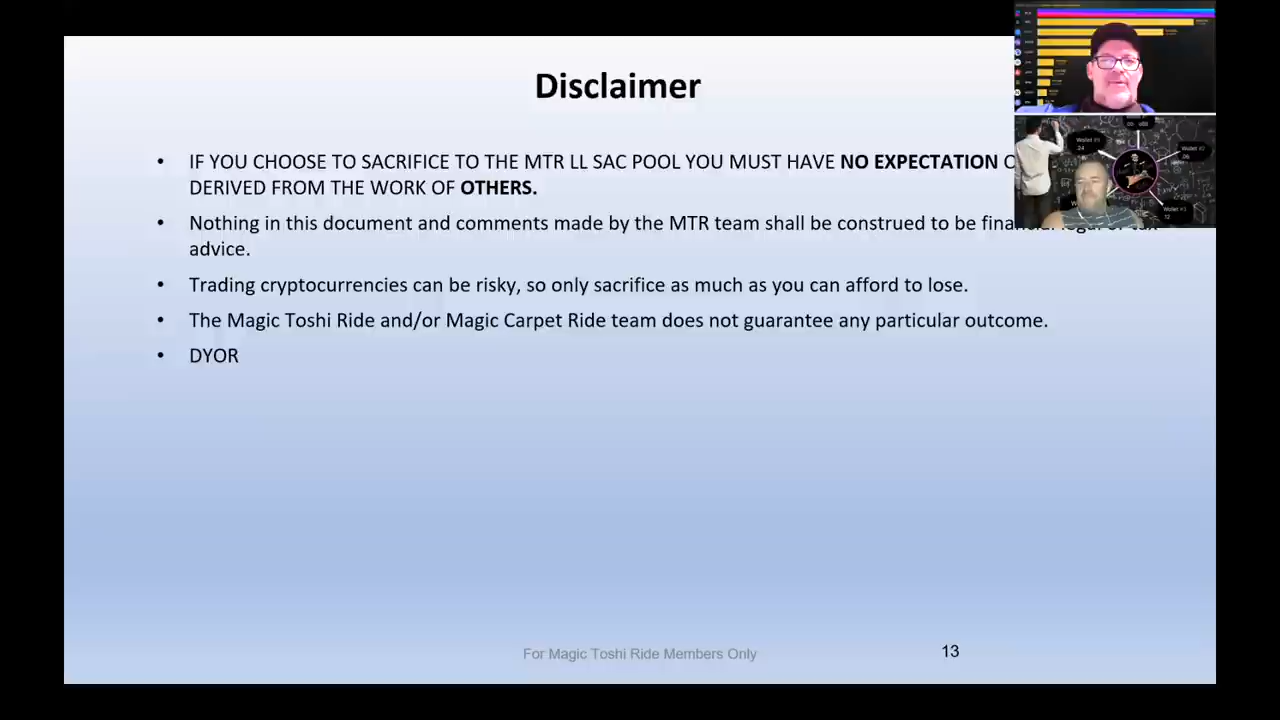 Disclaimer
• IF YOU CHOOSE TO SACRIFICE TO THE MTR LL SAC POOL YOU MUST HAVE NO EXPECTATION
DERIVED FROM THE WORK OF OTHERS.
• Nothing in this document and comments made by the MTR team shall be construed to be financial legal or tax
advice.
• Trading cryptocurrencies can be risky, so only sacrifice as much as you can afford to lose.
• The Magic Toshi Ride and/or Magic Carpet Ride team does not guarantee any particular outcome.
• DYOR
For Magic Toshi Ride Members Only
13